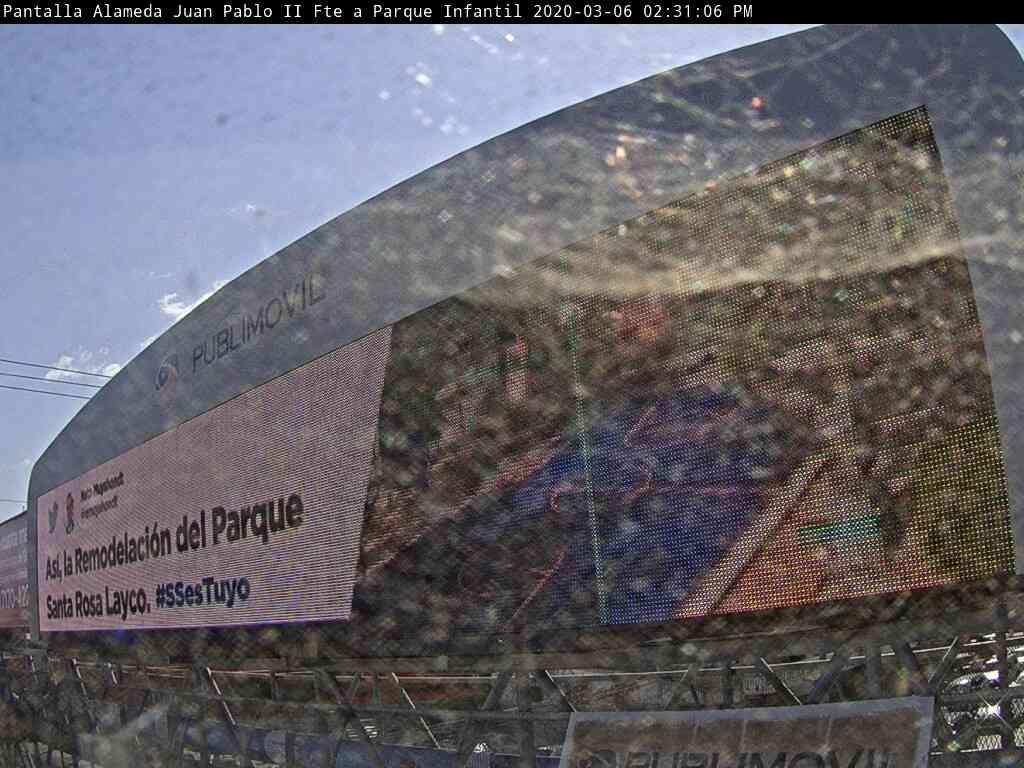 Pantalla Alameda Juan Pablo II Fte a Parque Infantil 2020-03-06 02:31:06 PM
PUBLIMOVIL
Así, la Remodelación del Parque
Santa Rosa Layco. #SSesTuyo
PUBLIMOVIL